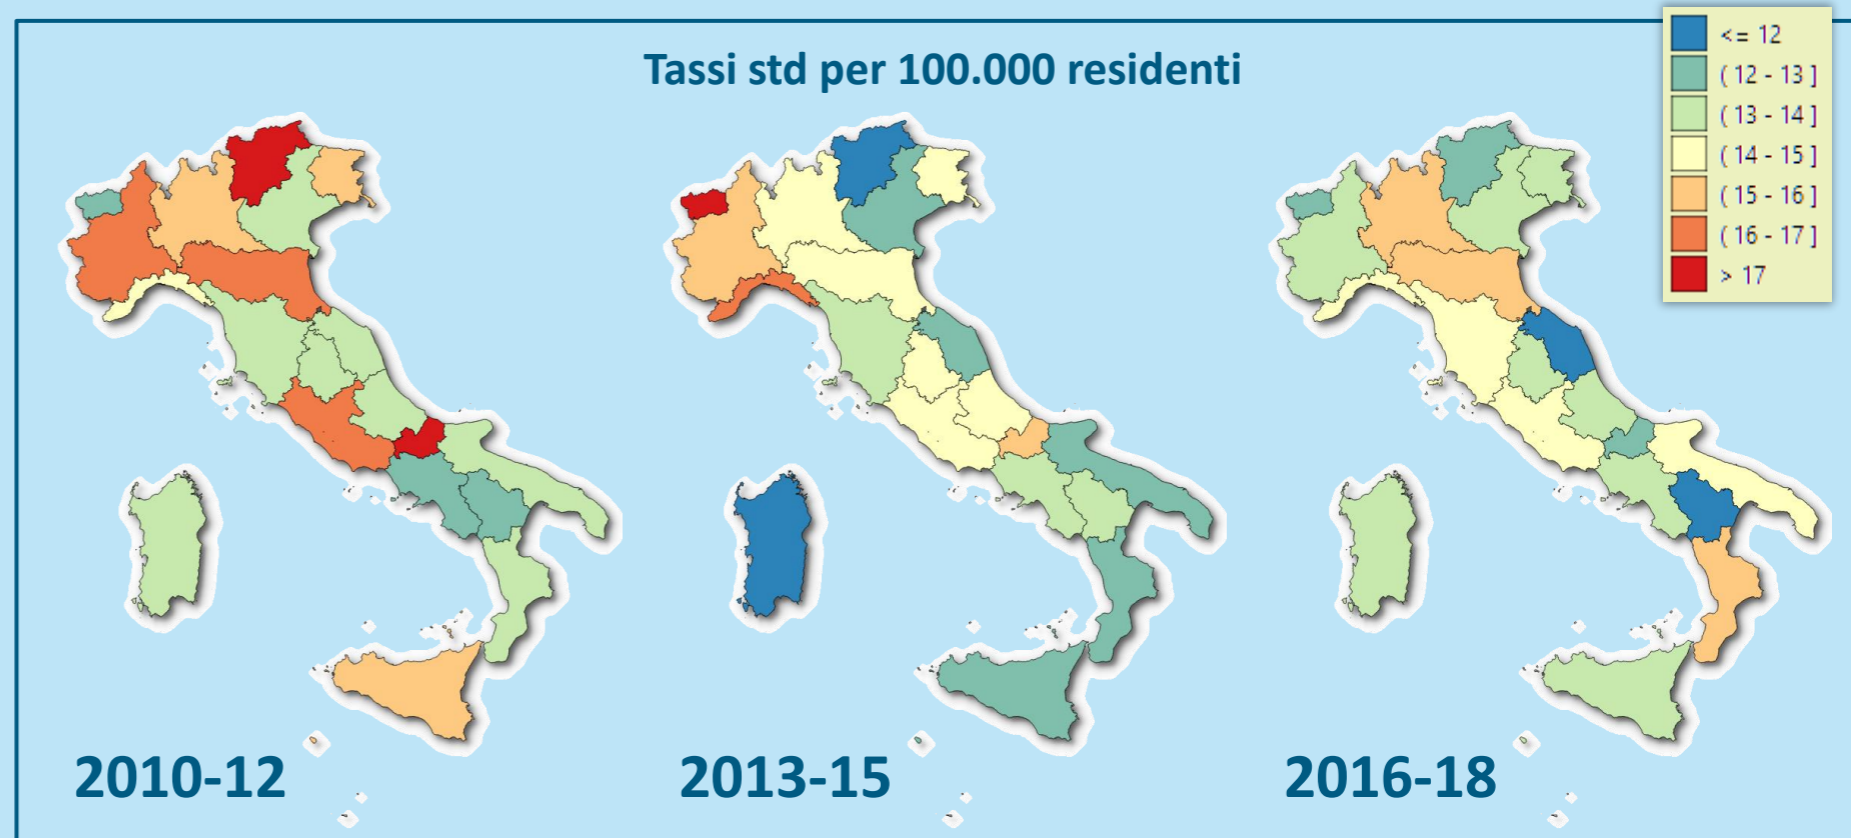 Tassi std per 100.000 residenti
<= 12
( 12 - 13 ]
( 13 - 14 ]
( 14 - 15 ]
( 15 - 16 ]
( 16 - 17 ]
> 17
2010-12
2013-15
2016-18